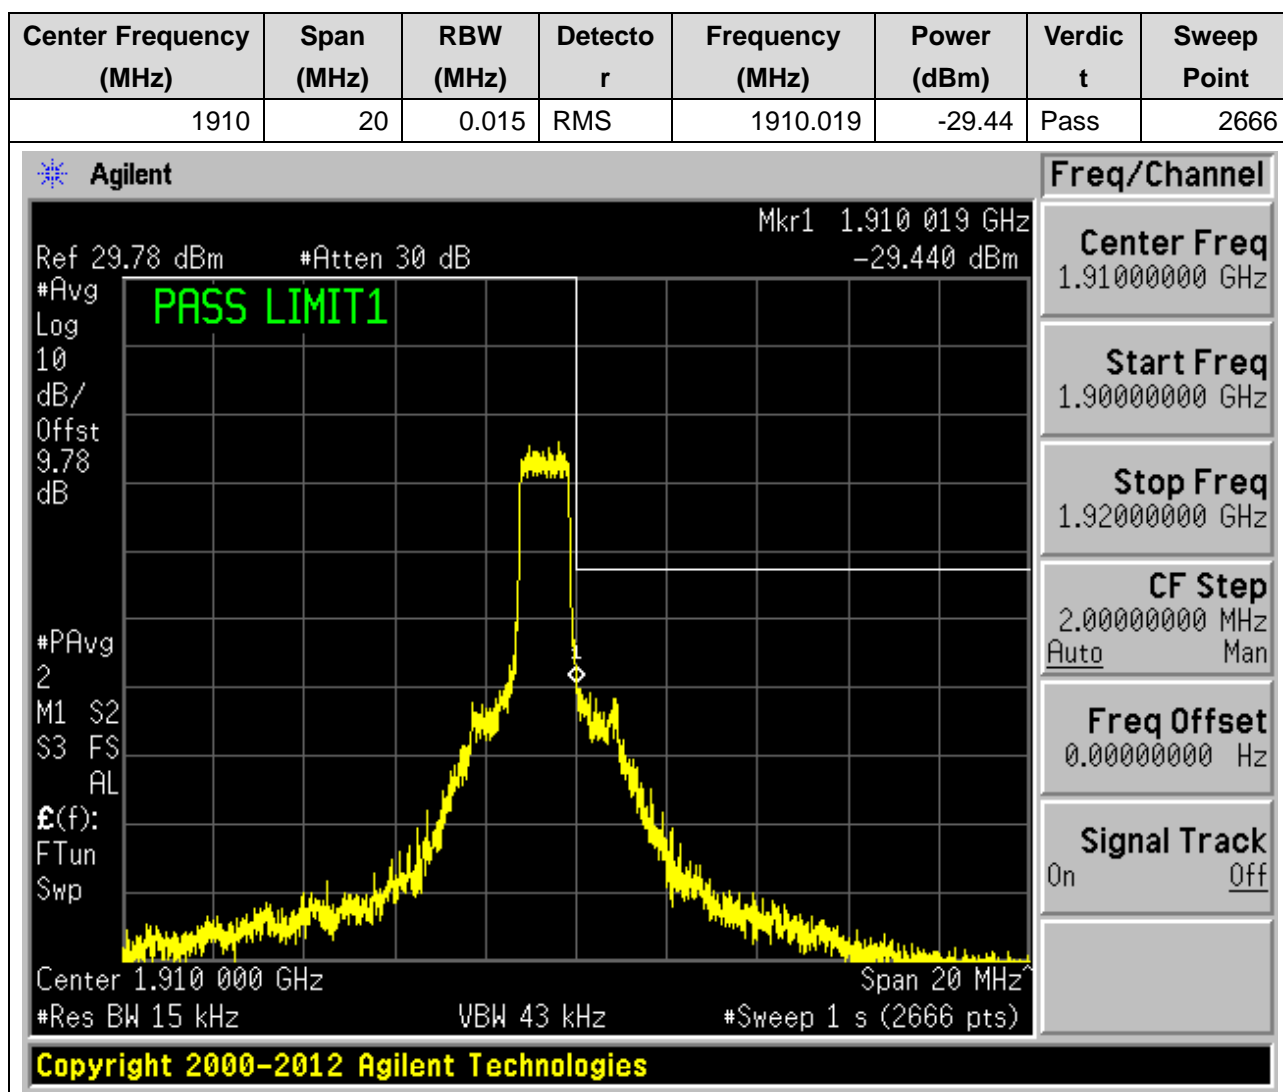 Center Frequency (MHz) Span (MHz) RBW (MHz) Detecto r Frequency (MHz) Power (dBm) Verdic t Sweep Point
1910 20 0.015 RMS 1910.019 -29.44 Pass 2666
Agilent
Freq/Channel
Mkr1 1.910 019 GHz
Ref 29.78 dBm #Atten 30 dB -29.440 dBm
#Avg
Log
10
dB/
Offst
9.78
dB
PASS LIMIT1
1
#PAvg
2
M1 S2
S3 FS
AL
£(f):
FTun
Swp
Center 1.910 000 GHz Span 20 MHz^
#Res BW 15 kHz VBW 43 kHz #Sweep 1 s (2666 pts)
Center Freq
1.91000000 GHz
Start Freq
1.90000000 GHz
Stop Freq
1.92000000 GHz
CF Step
2.00000000 MHz
Auto Man
Freq Offset
0.00000000 Hz
Signal Track
On Off
Copyright 2000-2012 Agilent Technologies